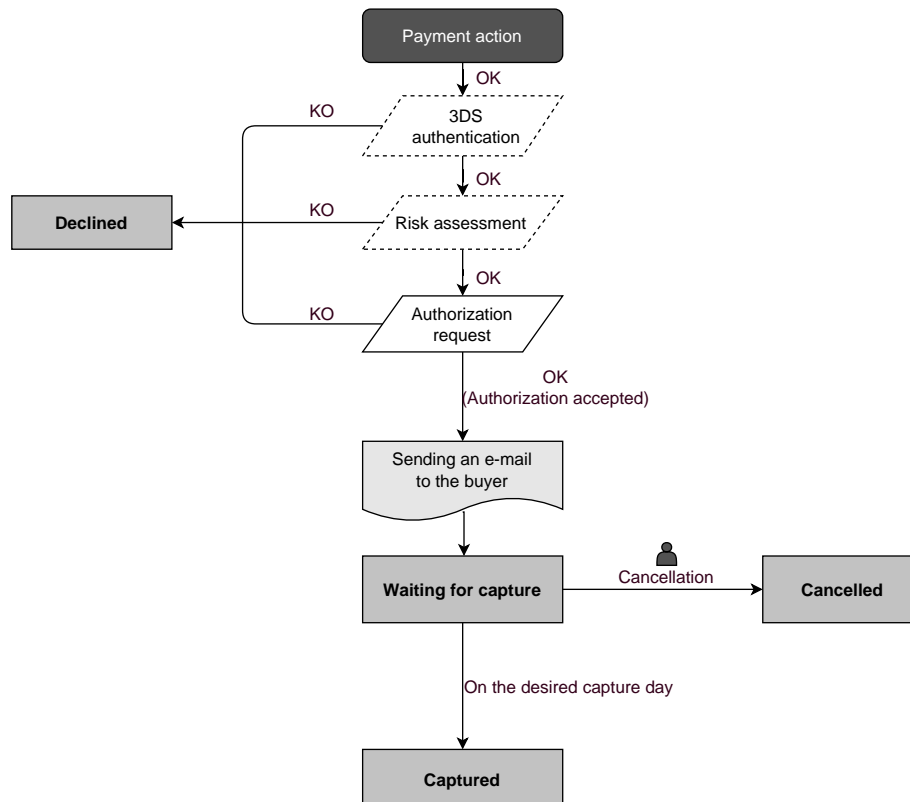 Payment action
OK
KO
3DS
authentication
OK
Declined
KO
Risk assessment
OK
KO
Authorization
request
OK
(Authorization accepted)
Sending an e-mail
to the buyer
Waiting for capture
Cancellation
Cancelled
On the desired capture day
Captured